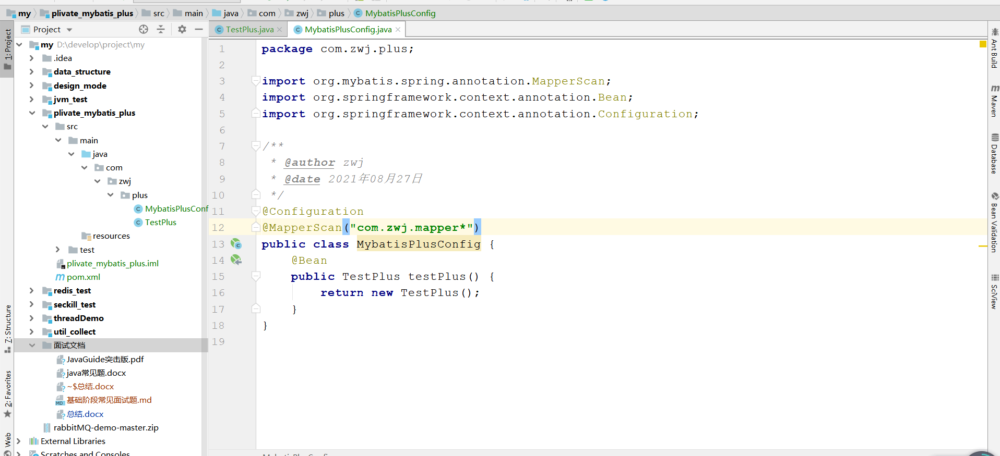 my plivate_mybatis_plus src main java com zwj plus MybatisPlusConfig
Project
TestPlus.java
MybatisPlusConfig.java
1: Project
7: Structure
2: Favorites
Web
my D:\develop\project\my
.idea
data_structure
design_mode
jvm_test
plivate_mybatis_plus
src
main
java
com
zwj
plus
MybatisPlusConf
TestPlus
resources
test
plivate_mybatis_plus.iml
pom.xml
redis_test
seckill_test
threadDemo
util_collect
面试文档
JavaGuide突击版.pdf
java常见题.docx
~$总结.docx
基础阶段常见面试题.md
总结.docx
rabbitMQ-demo-master.zip
External Libraries
Scratches and Consoles
1 package com.zwj.plus;
2
3 import org.mybatis.spring.annotation.MapperScan;
4 import org.springframework.context.annotation.Bean;
5 import org.springframework.context.annotation.Configuration;
6
7 /**
8 * @author zwj
9 * @date 2021年08月27日
10 */
11 @Configuration
12 @MapperScan("com.zwj.mapper*")
13 public class MybatisPlusConfig {
14 @Bean
15 public TestPlus testPlus() {
16 return new TestPlus();
17 }
18 }
19
MybatisPlusConfig
Ant Build
Maven
Database
Bean Validation
SciView